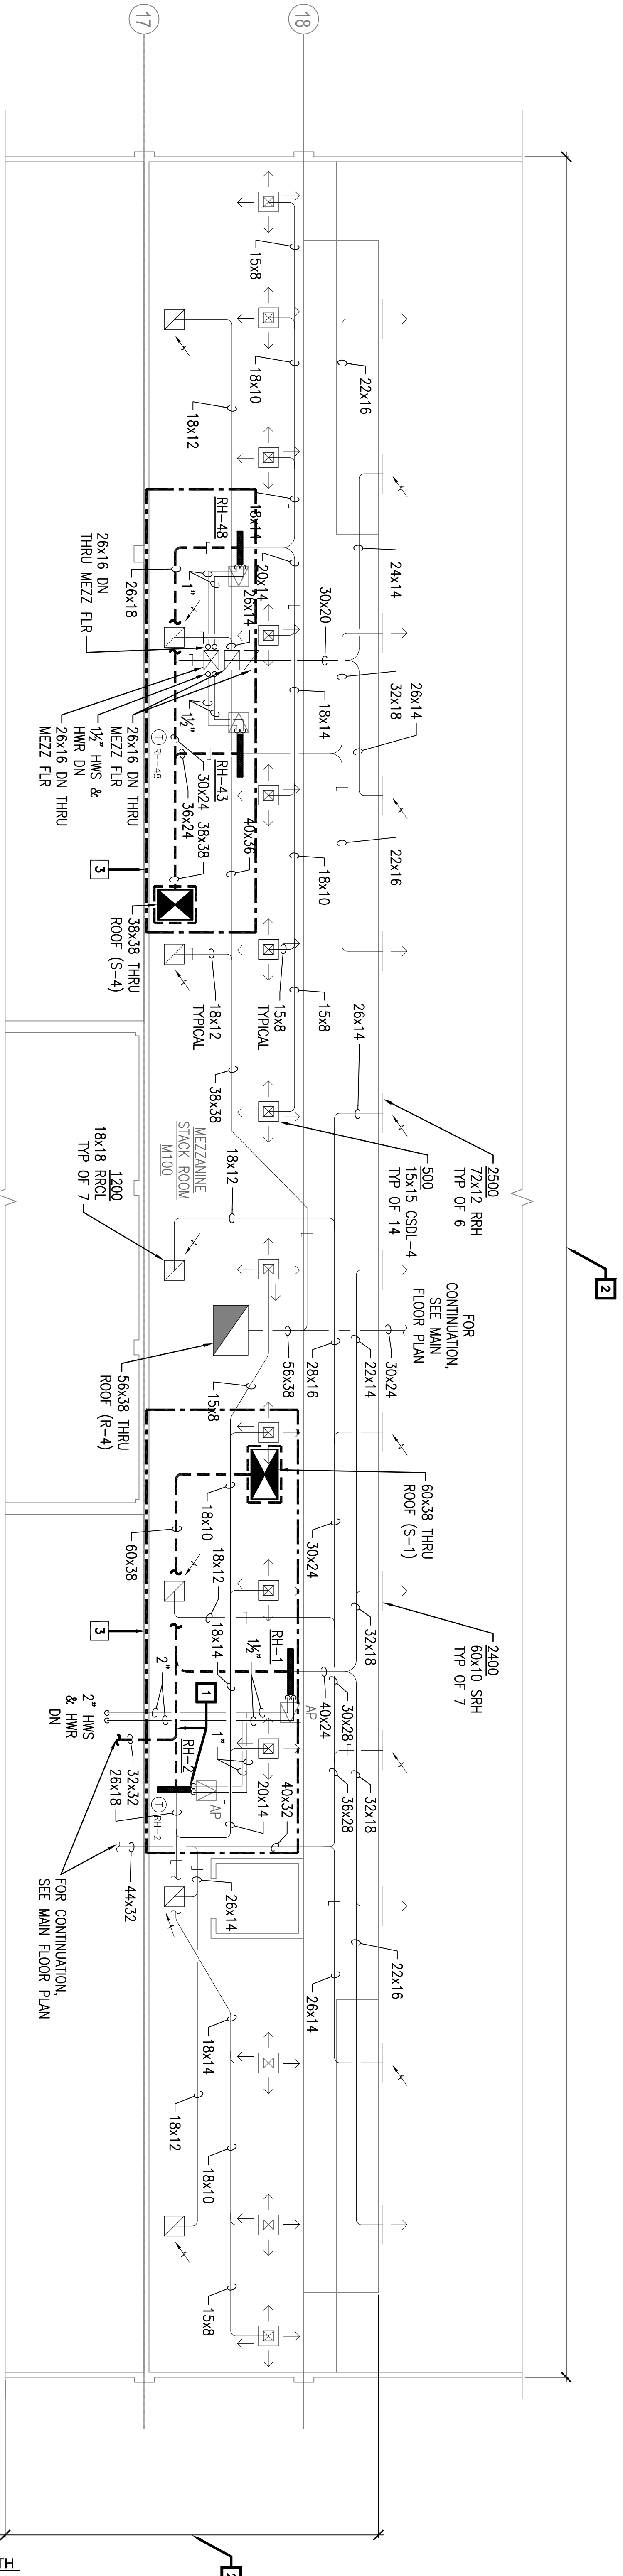 17
18
2
15x8
18x10
18x12
22x16
18x14
20x14
RH-48
26x14
1"
26x18
26x16 DN
THRU MEZZ FLR
24x14
30x20
32x18
26x14
18x14
1½"
RH-43
T
RH-48
30x24
36x24
38x38
40x36
26x16 DN THRU
MEZZ FLR
1½" HWS &
HWR DN
26x16 DN THRU
MEZZ FLR
3
22x16
18x10
15x8
38x38 THRU
ROOF (S-4)
18x12
TYPICAL
15x8
TYPICAL
26x14
38x38
MEZZANINE
STACK ROOM
M100
18x12
1200
18x18 RRCL
TYP OF 7
500
15x15 CSDL-4
TYP OF 14
2500
72x12 RRH
TYP OF 6
FOR
CONTINUATION,
SEE MAIN
FLOOR PLAN
30x24
22x14
28x16
56x38
56x38 THRU
ROOF (R-4)
15x8
60x38 THRU
ROOF (S-1)
30x24
18x10
60x38
18x12
18x14
32x18
2400
60x10 SRH
TYP OF 7
3
RH-1
1½"
2"
1
AP
40x24
30x28
36x28
32x18
2" HWS
& HWR
DN
RH-2
1"
AP
20x14
40x32
32x32
26x18
T
RH-2
44x32
FOR CONTINUATION,
SEE MAIN FLOOR PLAN
26x14
22x16
26x14
18x14
18x12
18x10
15x8
TH